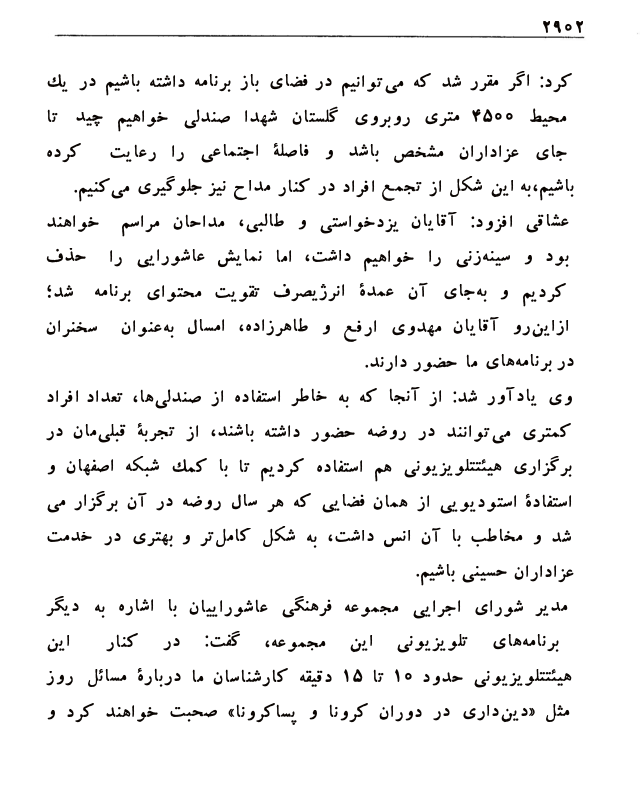 ۲۹۰۲
کرد: اگر مقرر شد که می‌توانیم در فضای باز برنامه داشته باشیم در یك
محیط ۴۵۰۰ متری روبروی گلستان شهدا صندلی خواهیم چید تا
جای عزاداران مشخص باشد و فاصلهٔ اجتماعی را رعایت کرده
باشیم،به این شکل از تجمع افراد در کنار مداح نیز جلوگیری می‌کنیم.
عشاقی افزود: آقایان یزدخواستی و طالبی، مداحان مراسم خواهند
بود و سینه‌زنی را خواهیم داشت، اما نمایش عاشورایی را حذف
کردیم و به‌جای آن عمدهٔ انرژیصرف تقویت محتوای برنامه شد؛
ازاین‌رو آقایان مهدوی ارفع و طاهرزاده، امسال به‌عنوان سخنران
در برنامه‌های ما حضور دارند.
وی یادآور شد: از آنجا که به خاطر استفاده از صندلی‌ها، تعداد افراد
کمتری می‌توانند در روضه حضور داشته باشند، از تجربهٔ قبلی‌مان در
برگزاری هیئتتلویزیونی هم استفاده کردیم تا با کمك شبکه اصفهان و
استفادهٔ استودیویی از همان فضایی که هر سال روضه در آن برگزار می
شد و مخاطب با آن انس داشت، به شکل کامل‌تر و بهتری در خدمت
عزاداران حسینی باشیم.
مدیر شورای اجرایی مجموعه فرهنگی عاشوراییان با اشاره به دیگر
برنامه‌های تلویزیونی این مجموعه، گفت: در کنار این
هیئتتلویزیونی حدود ۱۰ تا ۱۵ دقیقه کارشناسان ما دربارهٔ مسائل روز
مثل «دین‌داری در دوران کرونا و پساکرونا» صحبت خواهند کرد و